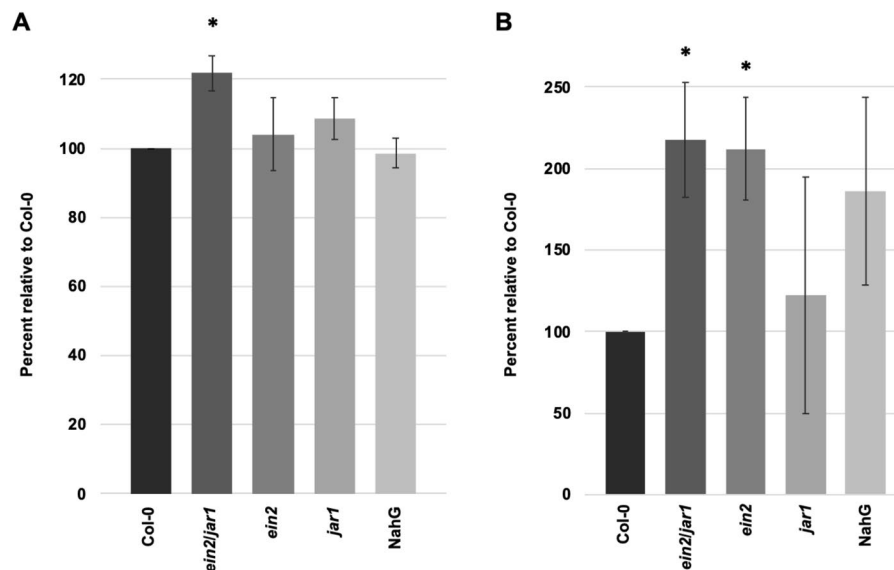 A
*
Percent relative to Col-0
120
100
80
60
40
20
0
Col-0
ein2/jar1
ein2
jar1
NahG
B
*
*
Percent relative to Col-0
250
200
150
100
50
0
Col-0
ein2/jar1
ein2
jar1
NahG